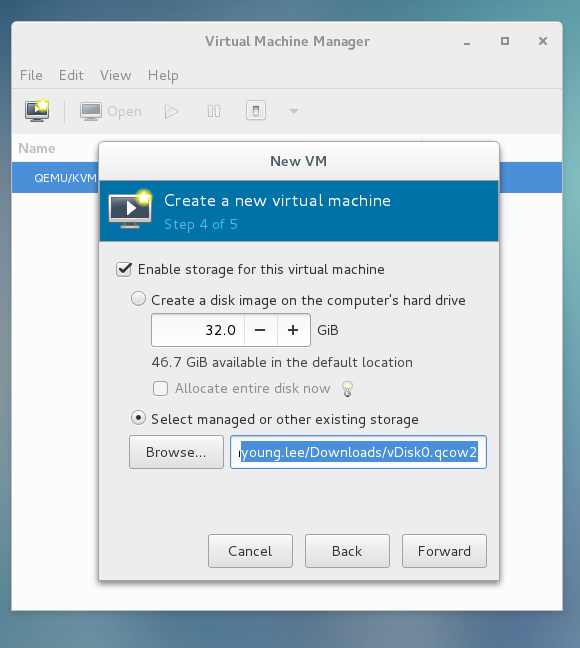 Virtual Machine Manager
File Edit View Help
Open
Name
QEMU/KVM
New VM
Create a new virtual machine
Step 4 of 5
Enable storage for this virtual machine
Create a disk image on the computer's hard drive
32.0 − + GiB
46.7 GiB available in the default location
Allocate entire disk now
Select managed or other existing storage
Browse... young.lee/Downloads/vDisk0.qcow2
Cancel Back Forward